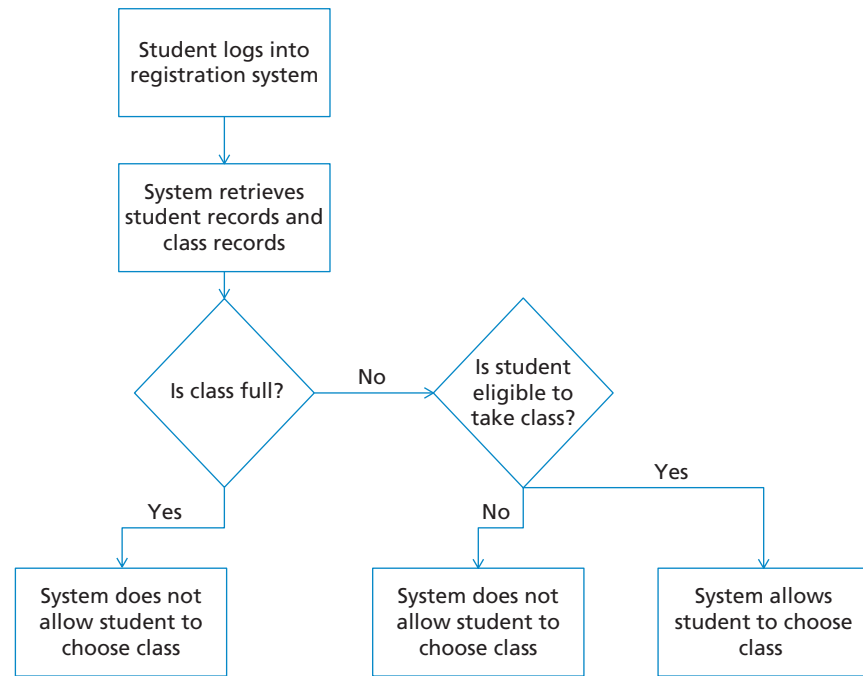 Student logs into
registration system
System retrieves
student records and
class records
Is class full?
No
Is student
eligible to
take class?
Yes
No
Yes
System does not
allow student to
choose class
System does not
allow student to
choose class
System allows
student to choose
class